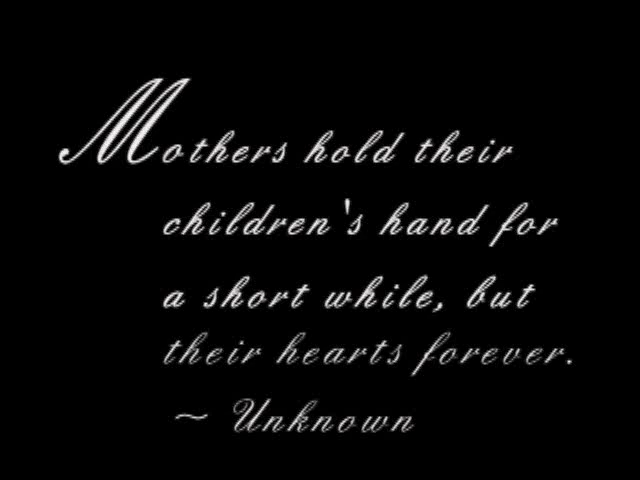 Mothers hold their
children's hand for
a short while, but
their hearts forever.
~ Unknown